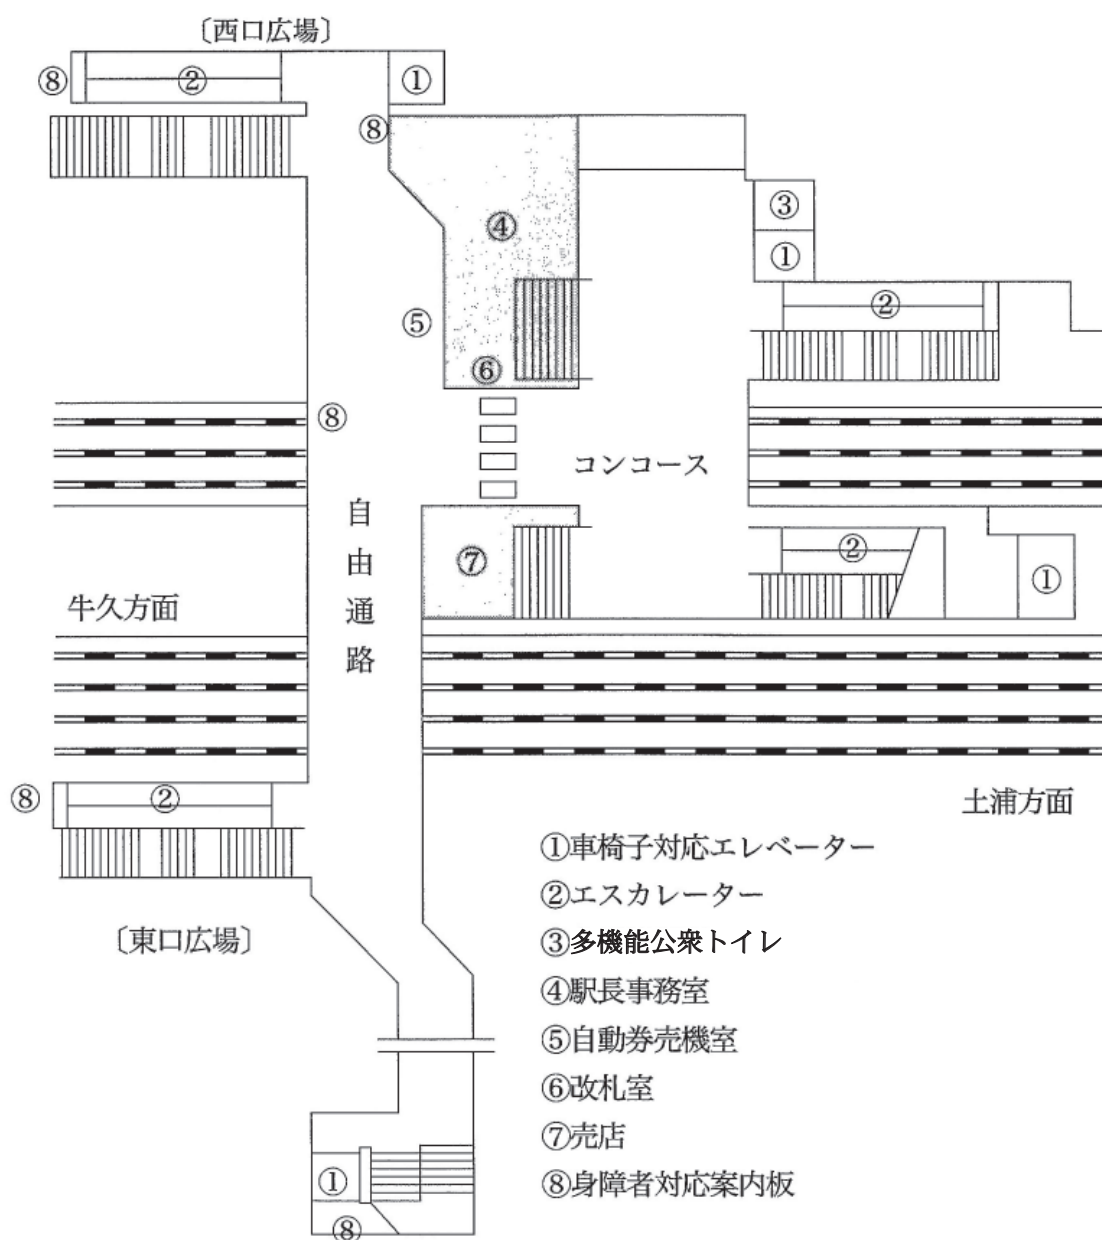 〔西口広場〕
⑧
②
①
⑧
④
③
①
②
⑤
⑥
⑧
コンコース
自由通路
②
⑦
①
牛久方面
⑧
②
土浦方面
〔東口広場〕
①車椅子対応エレベーター
②エスカレーター
③多機能公衆トイレ
④駅長事務室
⑤自動券売機室
⑥改札室
⑦売店
⑧身障者対応案内板
①
⑧